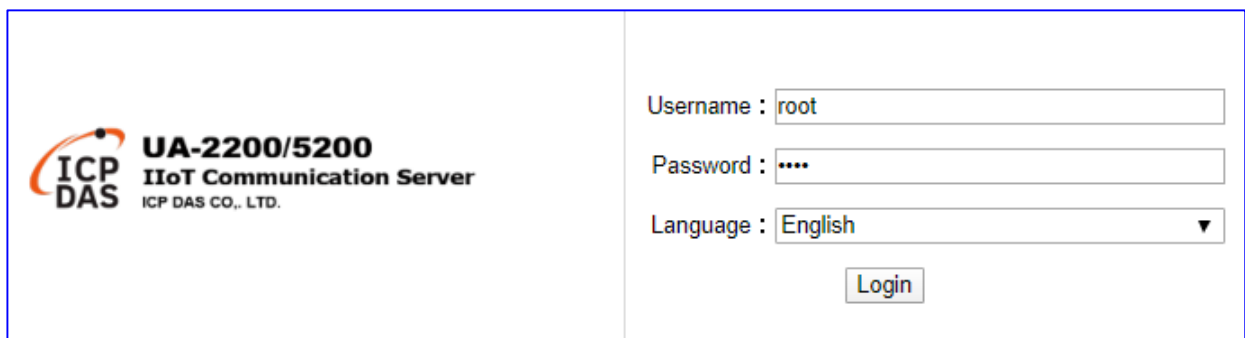 ICP
DAS
UA-2200/5200
IIoT Communication Server
ICP DAS CO,. LTD.
Username : root
Password : ••••
Language : English ▼
Login